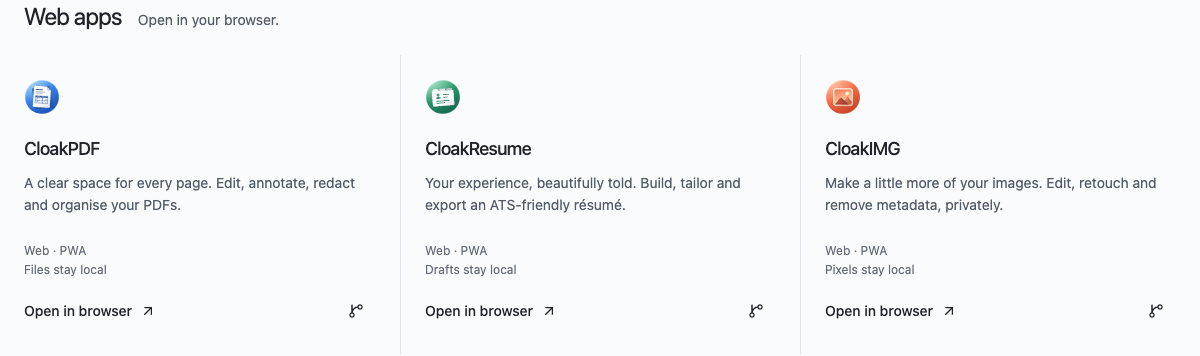 Web apps Open in your browser.
CloakPDF
A clear space for every page. Edit, annotate, redact
and organise your PDFs.
Web · PWA
Files stay local
Open in browser ↗
CloakResume
Your experience, beautifully told. Build, tailor and
export an ATS-friendly résumé.
Web · PWA
Drafts stay local
Open in browser ↗
CloakIMG
Make a little more of your images. Edit, retouch and
remove metadata, privately.
Web · PWA
Pixels stay local
Open in browser ↗